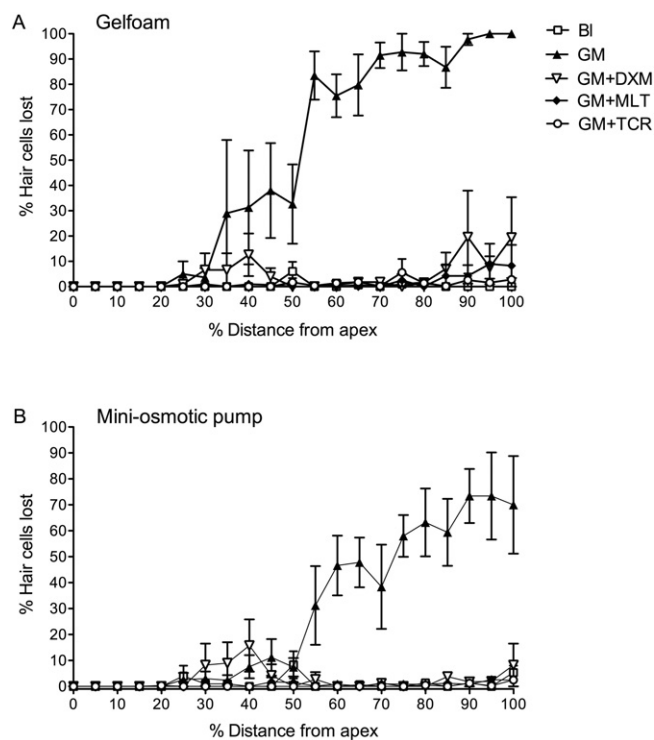 A Gelfoam
100
90
80
70
60
50
40
30
20
10
0
% Hair cells lost
0 10 20 30 40 50 60 70 80 90 100
% Distance from apex
Bl
GM
GM+DXM
GM+MLT
GM+TCR
B Mini-osmotic pump
100
90
80
70
60
50
40
30
20
10
0
% Hair cells lost
0 10 20 30 40 50 60 70 80 90 100
% Distance from apex